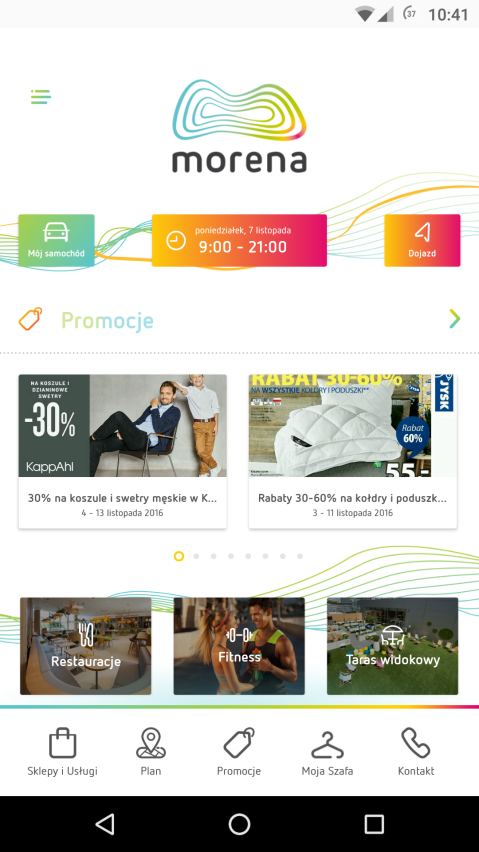 37 10:41
morena
Mój samochód
poniedziałek, 7 listopada
9:00 - 21:00
Dojazd
Promocje
NA KOSZULE I
DZIANINOWE
SWETRY
-30%
KappAhl
RABAT 30-60%
NA WSZYSTKIE KOŁDRY I PODUSZKI**
JYSK
Rabat
60%
55.-
30% na koszule i swetry męskie w K...
4 - 13 listopada 2016
Rabaty 30-60% na kołdry i poduszk...
3 - 11 listopada 2016
Restauracje
Fitness
Taras widokowy
Sklepy i Usługi
Plan
Promocje
Moja Szafa
Kontakt